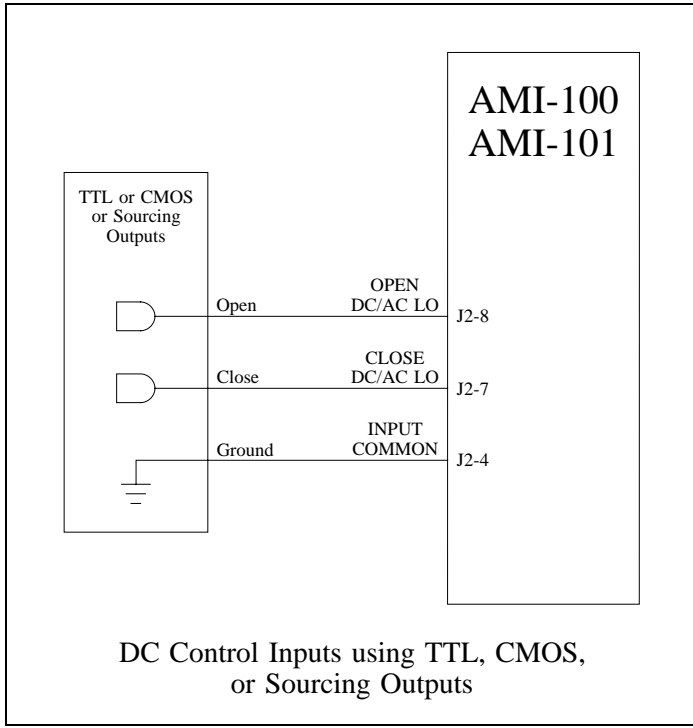 AMI-100
AMI-101
TTL or CMOS
or Sourcing
Outputs
OPEN
Open
DC/AC LO
J2-8
CLOSE
Close
DC/AC LO
J2-7
INPUT
Ground
COMMON
J2-4
DC Control Inputs using TTL, CMOS,
or Sourcing Outputs